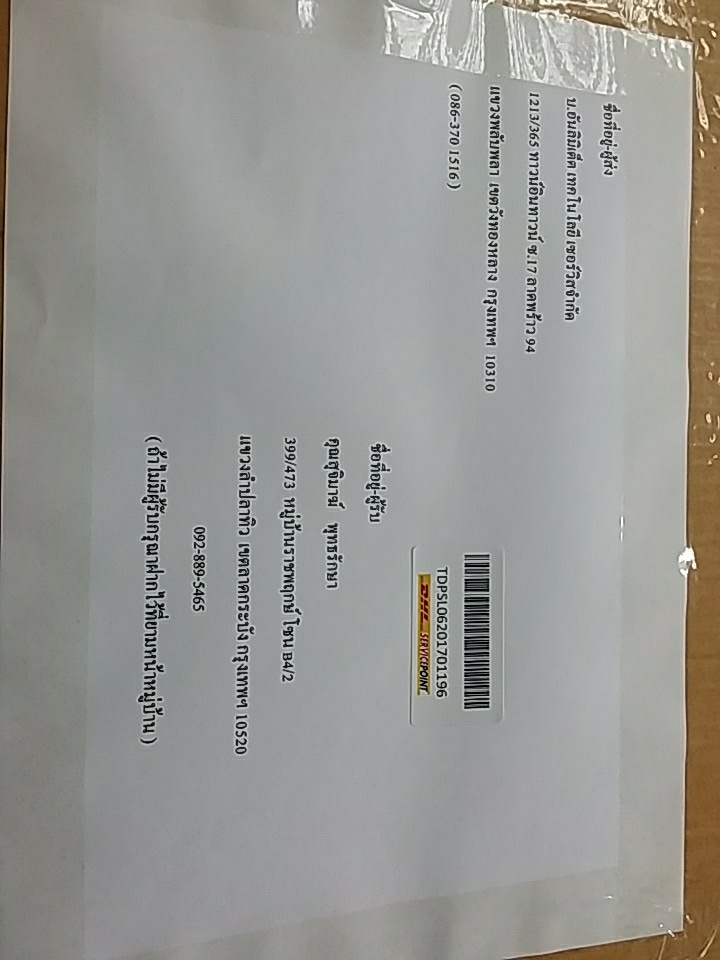 ชื่อที่อยู่-ผู้ส่ง
บ.อันลิมิเต็ด เทคโนโลยี เซอร์วิสจำกัด
1213/365 ทาวน์อินทาวน์ ซ.17 ลาดพร้าว 94
แขวงพลับพลา เขตวังทองหลาง กรุงเทพฯ 10310
(086-370 1516)
TDPSL06201701196
DHL SERVICEPOINT
ชื่อที่อยู่-ผู้รับ
คุณสุจิมาณ์ พุทธรักษา
399/473 หมู่บ้านราชพฤกษ์ โซน B4/2
แขวงลำปลาทิว เขตลาดกระบัง กรุงเทพฯ 10520
092-889-5465
(ถ้าไม่มีผู้รับกรุณาฝากไว้ที่ยามหน้าหมู่บ้าน)